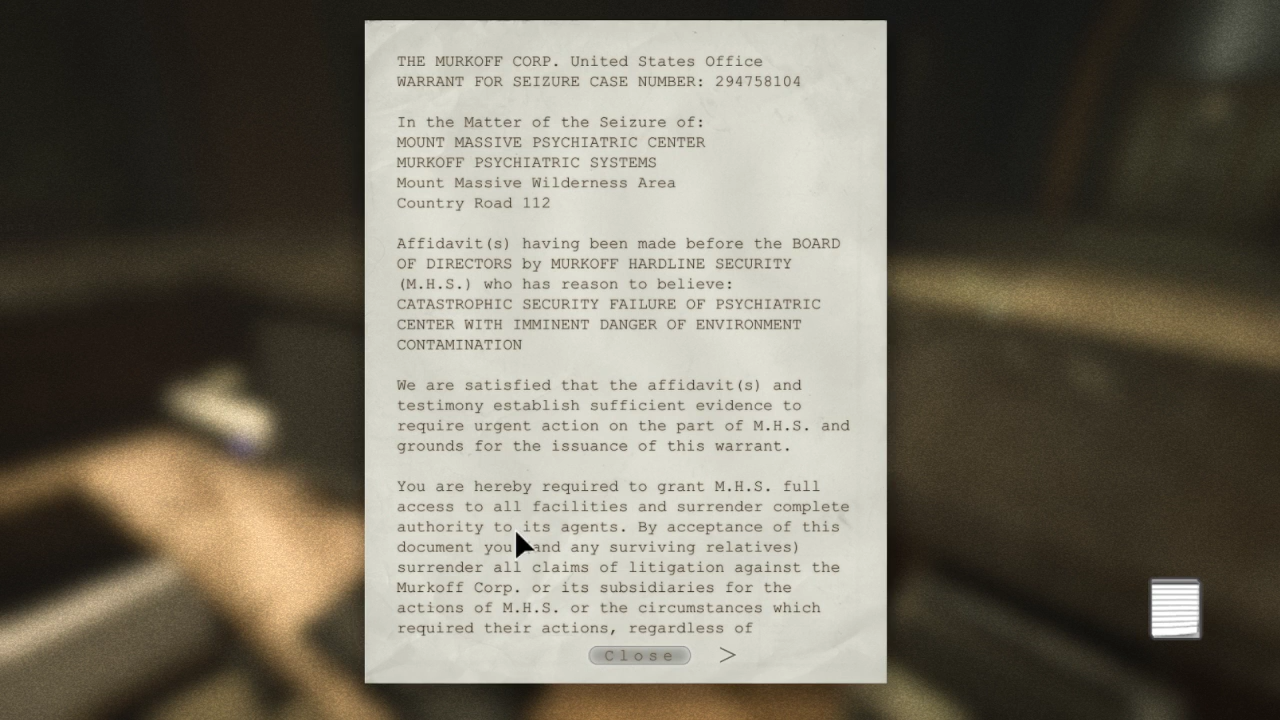 THE MURKOFF CORP. United States Office
WARRANT FOR SEIZURE CASE NUMBER: 294758104
In the Matter of the Seizure of:
MOUNT MASSIVE PSYCHIATRIC CENTER
MURKOFF PSYCHIATRIC SYSTEMS
Mount Massive Wilderness Area
Country Road 112
Affidavit(s) having been made before the BOARD
OF DIRECTORS by MURKOFF HARDLINE SECURITY
(M.H.S.) who has reason to believe:
CATASTROPHIC SECURITY FAILURE OF PSYCHIATRIC
CENTER WITH IMMINENT DANGER OF ENVIRONMENT
CONTAMINATION
We are satisfied that the affidavit(s) and
testimony establish sufficient evidence to
require urgent action on the part of M.H.S. and
grounds for the issuance of this warrant.
You are hereby required to grant M.H.S. full
access to all facilities and surrender complete
authority to its agents. By acceptance of this
document you and any surviving relatives)
surrender all claims of litigation against the
Murkoff Corp. or its subsidiaries for the
actions of M.H.S. or the circumstances which
required their actions, regardless of
Close >